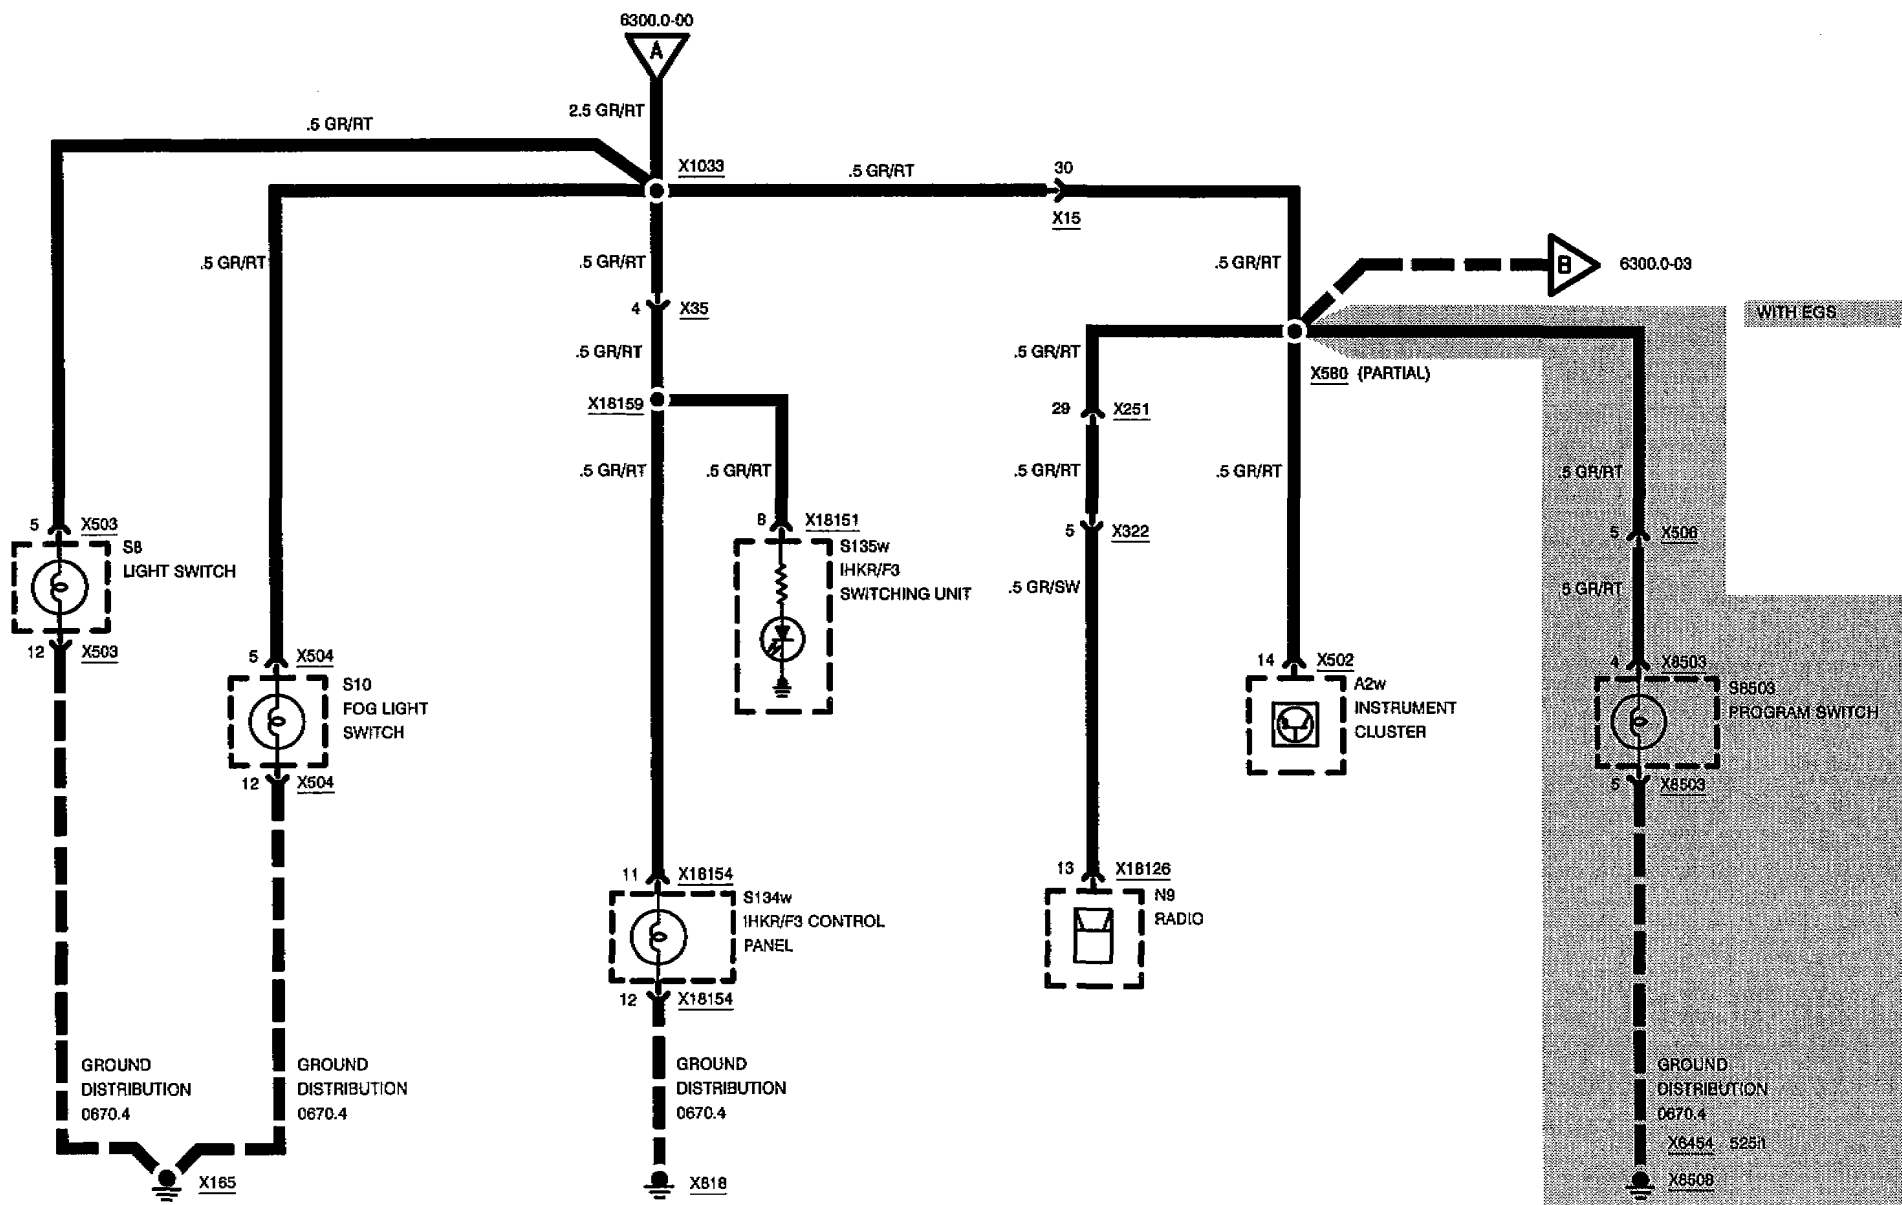 6300.0-00
A
2.5 GR/RT
.5 GR/RT
X1033
.5 GR/RT
30
X15
.5 GR/RT
.5 GR/RT
.5 GR/RT
B
6300.0-03
WITH EGS
4
X35
.5 GR/RT
.5 GR/RT
X580 (PARTIAL)
X18159
29
X251
.5 GR/RT
.5 GR/RT
.5 GR/RT
.5 GR/RT
.5 GR/RT
5
X503
8
X18151
5
X322
5
X506
S8
LIGHT SWITCH
S135w
IHKR/F3
SWITCHING UNIT
.5 GR/SW
.5 GR/RT
12
X503
5
X504
14
X502
4
X8503
S10
FOG LIGHT
SWITCH
A2w
INSTRUMENT
CLUSTER
S8503
PROGRAM SWITCH
12
X504
5
X8503
11
X18154
13
X18126
S134w
IHKR/F3 CONTROL
PANEL
N9
RADIO
12
X18154
GROUND
DISTRIBUTION
0670.4
GROUND
DISTRIBUTION
0670.4
GROUND
DISTRIBUTION
0670.4
GROUND
DISTRIBUTION
0670.4
X6454 525i
X165
X818
X8508